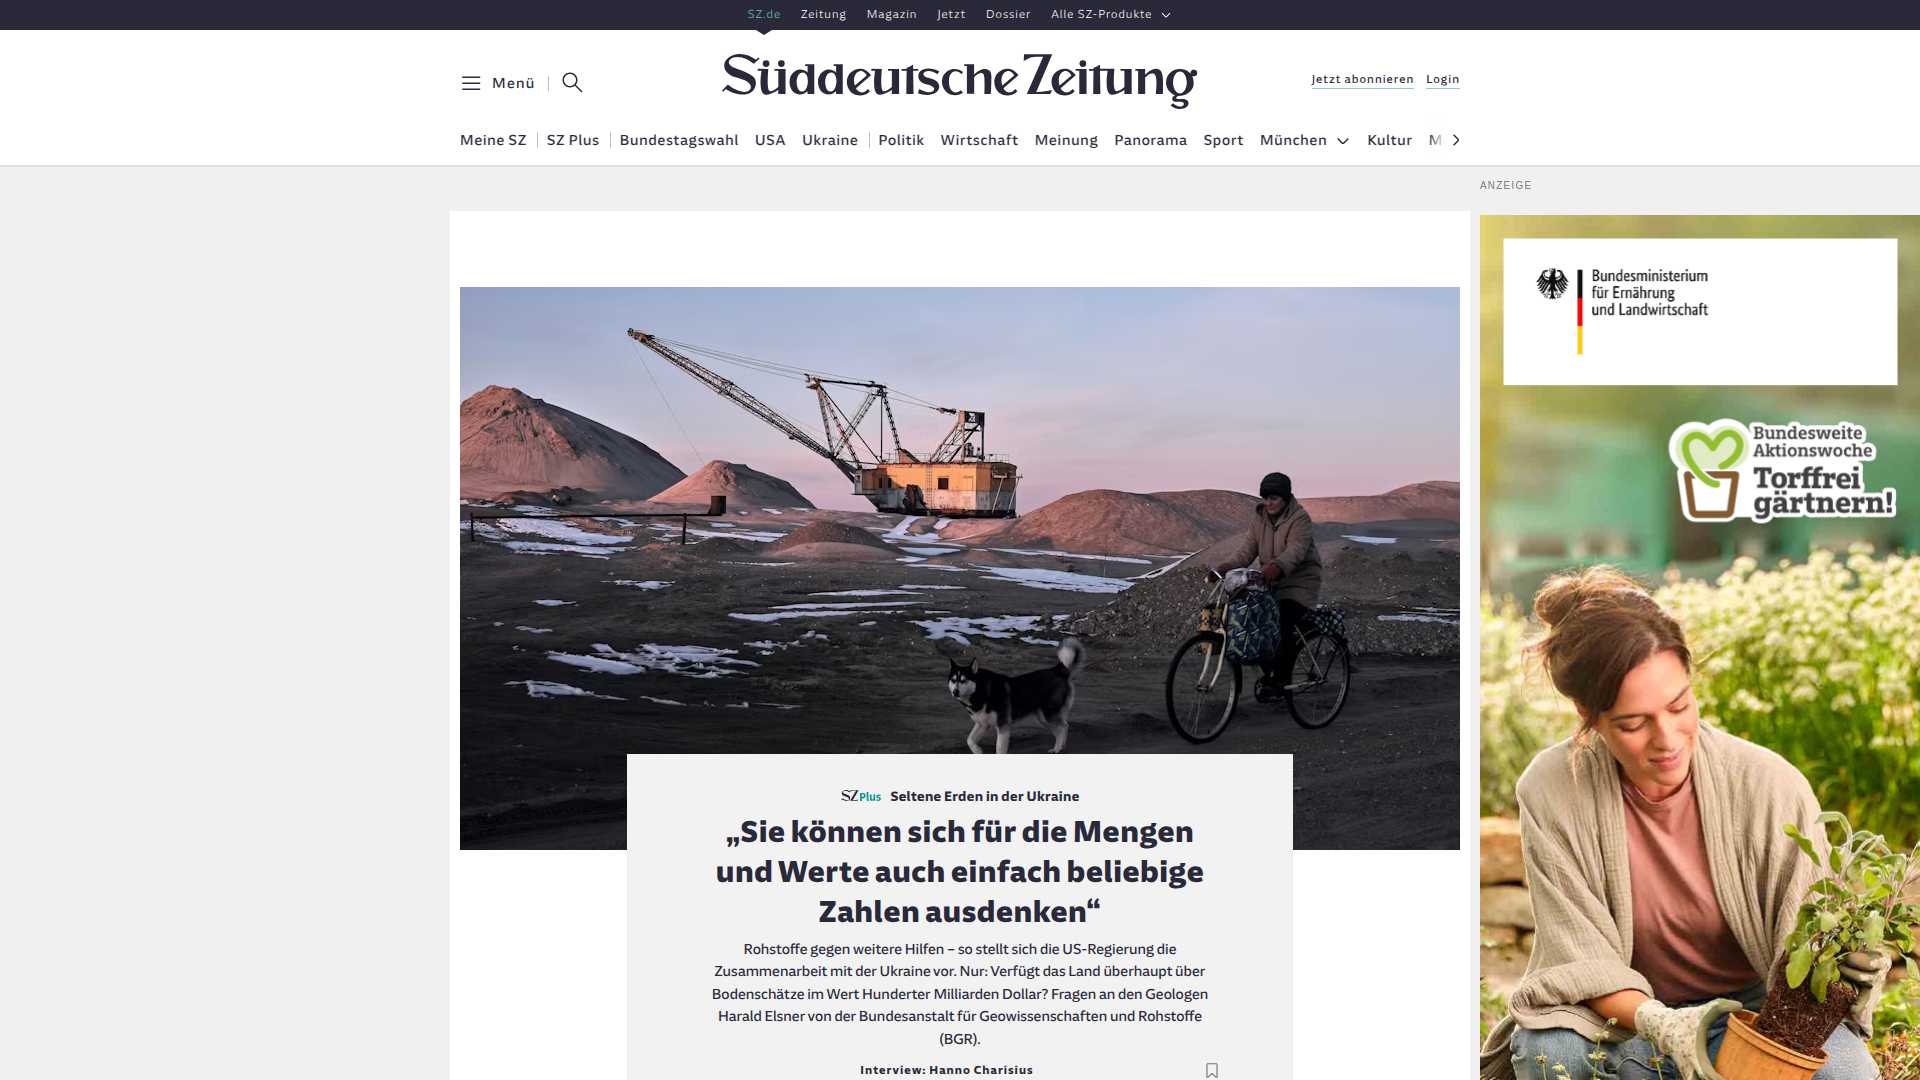 SZ.de Zeitung Magazin Jetzt Dossier Alle SZ-Produkte
Menü
Süddeutsche Zeitung
Jetzt abonnieren Login
Meine SZ SZ Plus Bundestagswahl USA Ukraine Politik Wirtschaft Meinung Panorama Sport München Kultur M
ANZEIGE
Bundesministerium
für Ernährung
und Landwirtschaft
Bundesweite
Aktionswoche
Torffrei
gärtnern!
SZ Plus Seltene Erden in der Ukraine
„Sie können sich für die Mengen
und Werte auch einfach beliebige
Zahlen ausdenken“
Rohstoffe gegen weitere Hilfen – so stellt sich die US-Regierung die
Zusammenarbeit mit der Ukraine vor. Nur: Verfügt das Land überhaupt über
Bodenschätze im Wert Hunderter Milliarden Dollar? Fragen an den Geologen
Harald Elsner von der Bundesanstalt für Geowissenschaften und Rohstoffe
(BGR).
Interview: Hanno Charisius